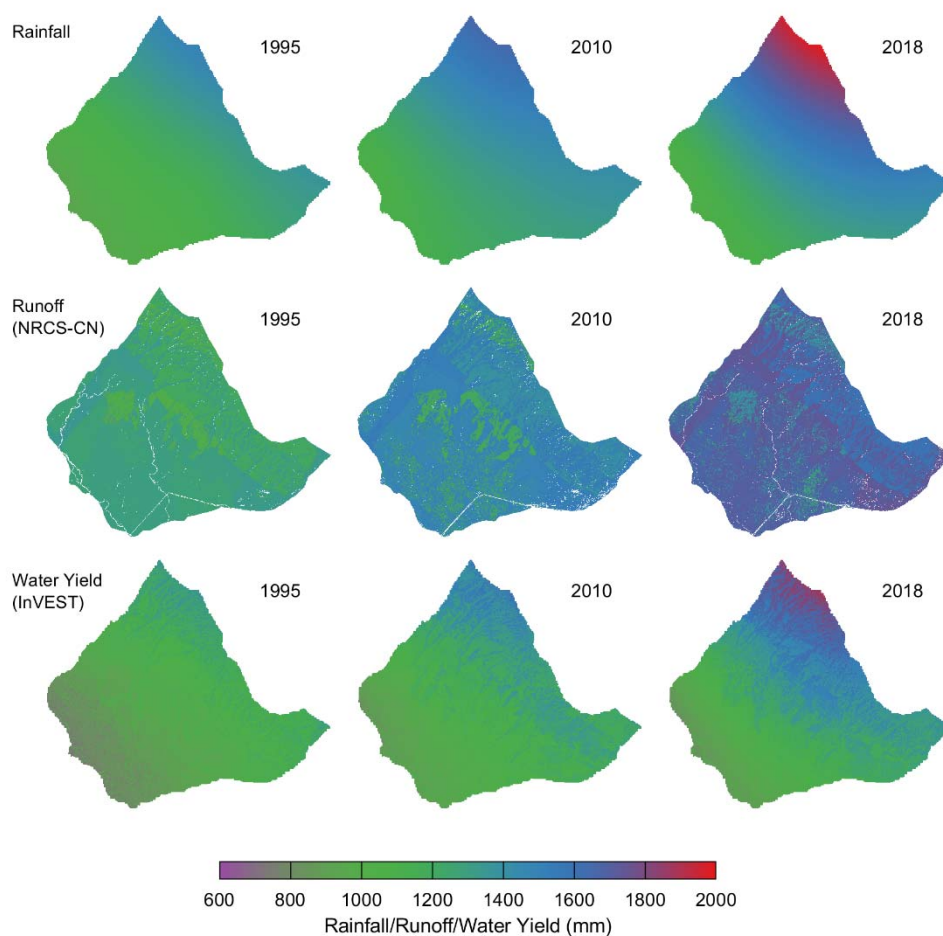 Rainfall
1995
2010
2018
Runoff
(NRCS-CN)
1995
2010
2018
Water Yield
(InVEST)
1995
2010
2018
600 800 1000 1200 1400 1600 1800 2000
Rainfall/Runoff/Water Yield (mm)